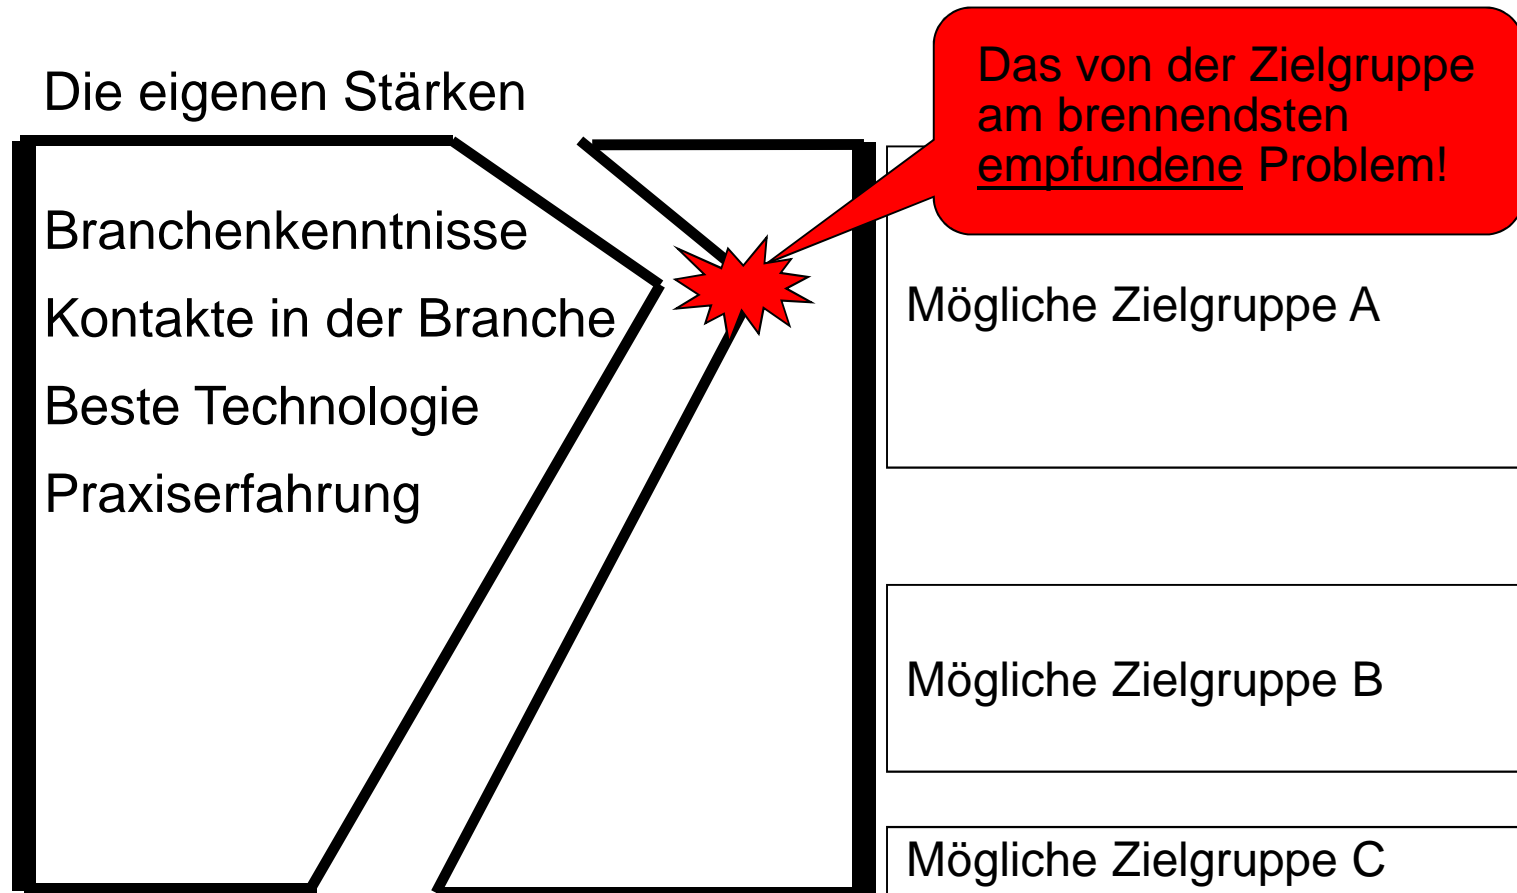 Die eigenen Stärken
Branchenkenntnisse
Kontakte in der Branche
Beste Technologie
Praxiserfahrung
Das von der Zielgruppe
am brennendsten
empfundene Problem!
Mögliche Zielgruppe A
Mögliche Zielgruppe B
Mögliche Zielgruppe C